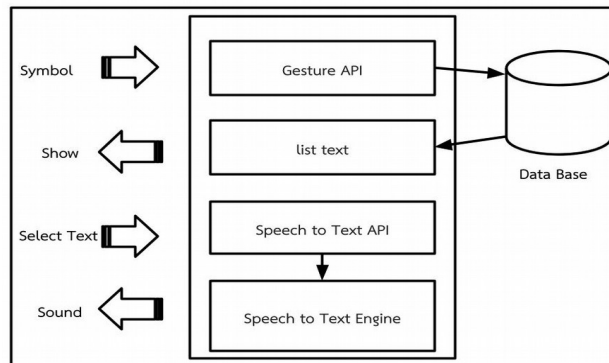 Symbol
Gesture API
Show
list text
Data Base
Select Text
Speech to Text API
Sound
Speech to Text Engine